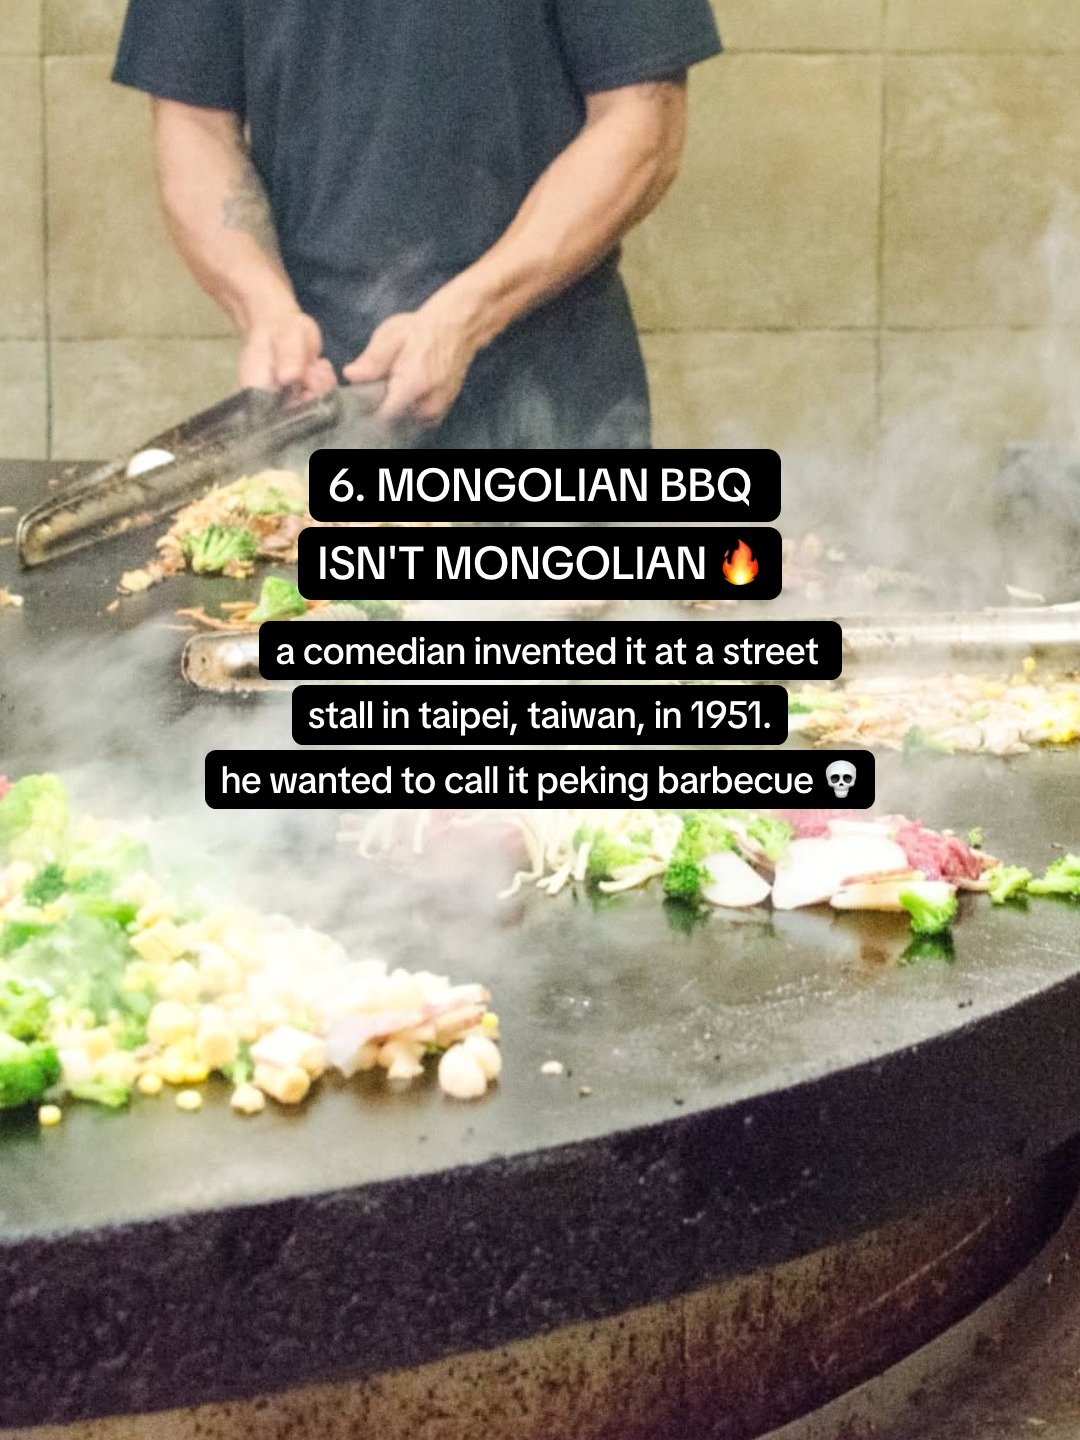 6. MONGOLIAN BBQ
ISN'T MONGOLIAN 🔥
a comedian invented it at a street
stall in taipei, taiwan, in 1951.
he wanted to call it peking barbecue 💀